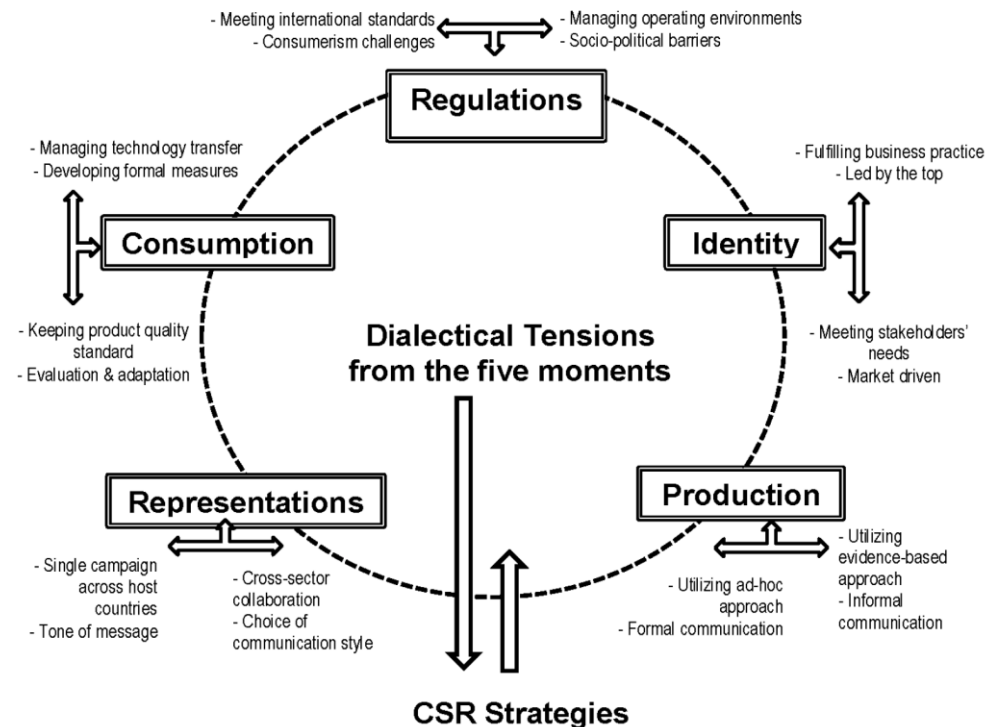 - Meeting international standards
- Consumerism challenges
- Managing operating environments
- Socio-political barriers
Regulations
- Managing technology transfer
- Developing formal measures
Consumption
- Keeping product quality
standard
- Evaluation & adaptation
- Fulfilling business practice
- Led by the top
Identity
- Meeting stakeholders'
needs
- Market driven
Dialectical Tensions
from the five moments
Representations
- Single campaign
across host
countries
- Tone of message
- Cross-sector
collaboration
- Choice of
communication style
Production
- Utilizing ad-hoc
approach
- Formal communication
- Utilizing
evidence-based
approach
- Informal
communication
CSR Strategies